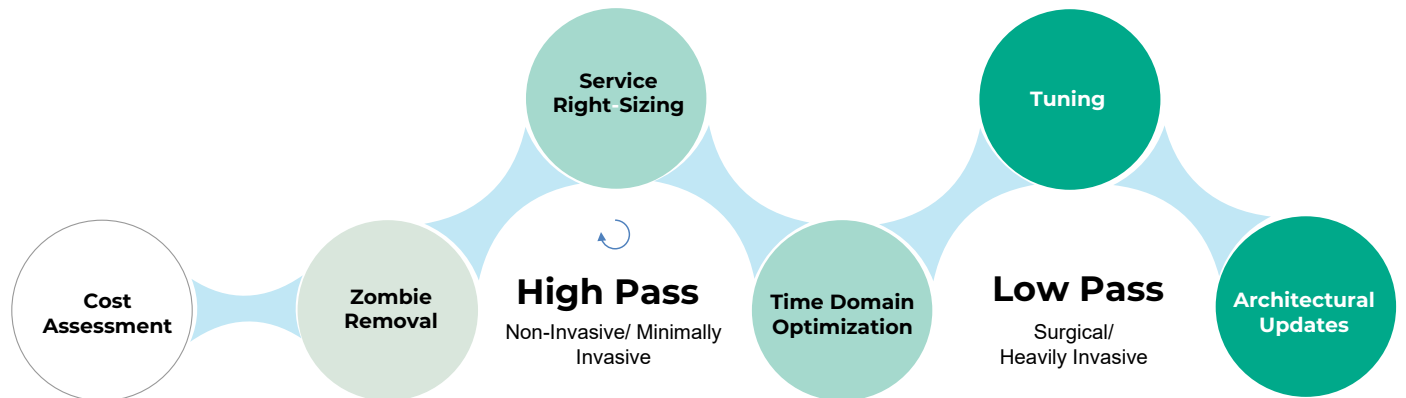 Cost
Assessment
Zombie
Removal
Service
Right-Sizing
High Pass
Non-Invasive/ Minimally
Invasive
Time Domain
Optimization
Tuning
Low Pass
Surgical/
Heavily Invasive
Architectural
Updates